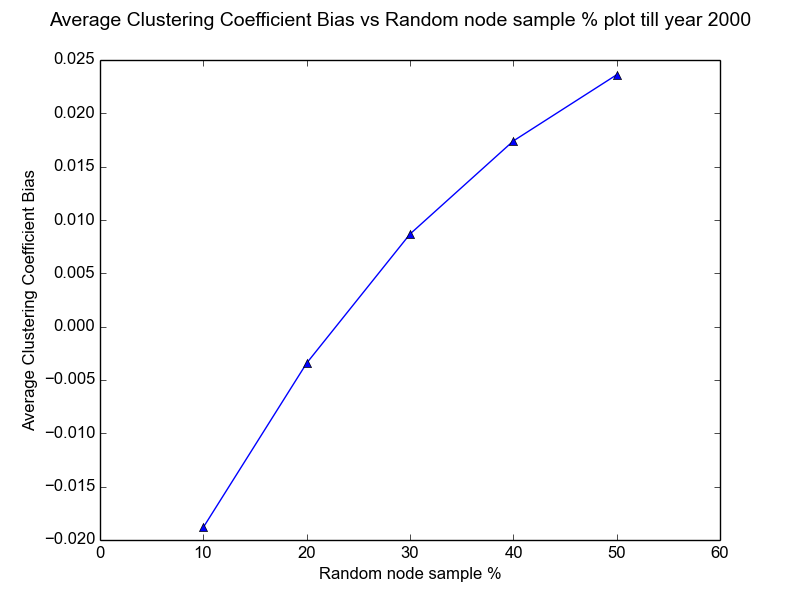 Average Clustering Coefficient Bias vs Random node sample % plot till year 2000
0.025
0.020
0.015
0.010
0.005
0.000
−0.005
−0.010
−0.015
−0.020
Average Clustering Coefficient Bias
0 10 20 30 40 50 60
Random node sample %